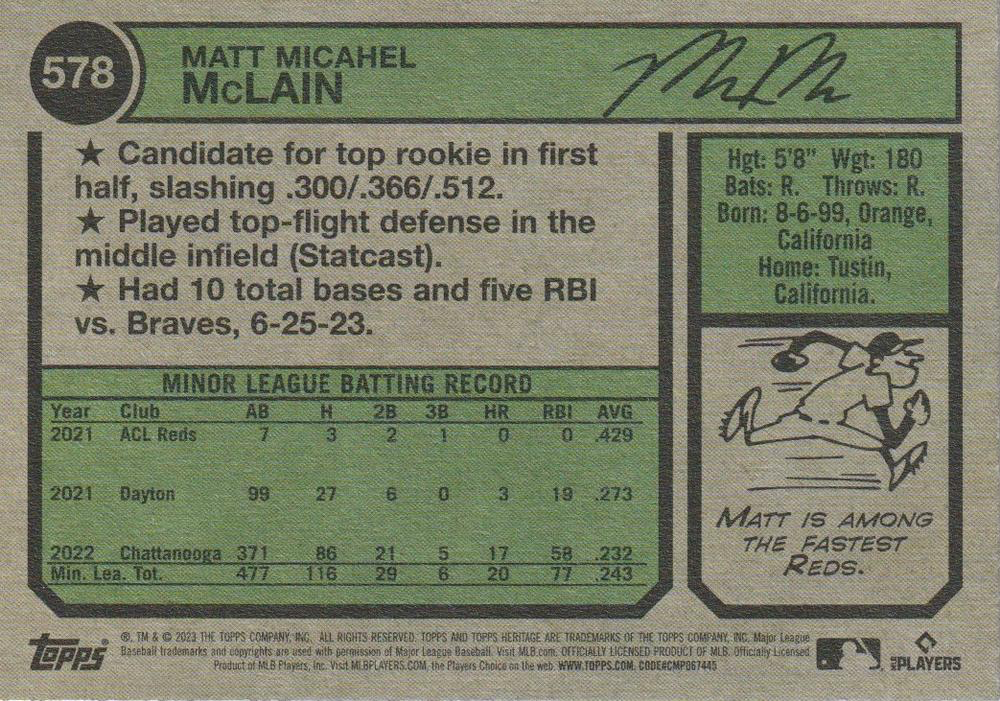 578
MATT MICAHEL
McLAIN
★ Candidate for top rookie in first
half, slashing .300/.366/.512.
★ Played top-flight defense in the
middle infield (Statcast).
★ Had 10 total bases and five RBI
vs. Braves, 6-25-23.
Hgt: 5'8" Wgt: 180
Bats: R. Throws: R.
Born: 8-6-99, Orange,
California
Home: Tustin,
California.
MINOR LEAGUE BATTING RECORD
Year Club AB H 2B 3B HR RBI AVG
2021 ACL Reds 7 3 2 1 0 0 .429
2021 Dayton 99 27 6 0 3 19 .273
2022 Chattanooga 371 86 21 5 17 58 .232
Min. Lea. Tot. 477 116 29 6 20 77 .243
MATT IS AMONG
THE FASTEST
REDS.
Topps
®, TM & © 2023 THE TOPPS COMPANY, INC. ALL RIGHTS RESERVED. TOPPS AND TOPPS HERITAGE ARE TRADEMARKS OF THE TOPPS COMPANY, INC. Major League
Baseball trademarks and copyrights are used with permission of Major League Baseball. Visit MLB.com. OFFICIALLY LICENSED PRODUCT OF MLB. Officially Licensed
Product of MLB Players, Inc. Visit MLBPLAYERS.COM, the Players Choice on the web. WWW.TOPPS.COM. CODE#CMP067445
PLAYERS